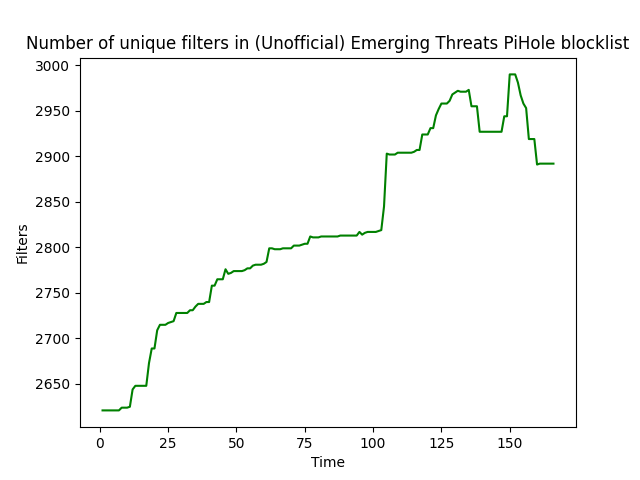 Number of unique filters in (Unofficial) Emerging Threats PiHole blocklist
3000
2950
2900
2850
2800
2750
2700
2650
Filters
0 25 50 75 100 125 150
Time